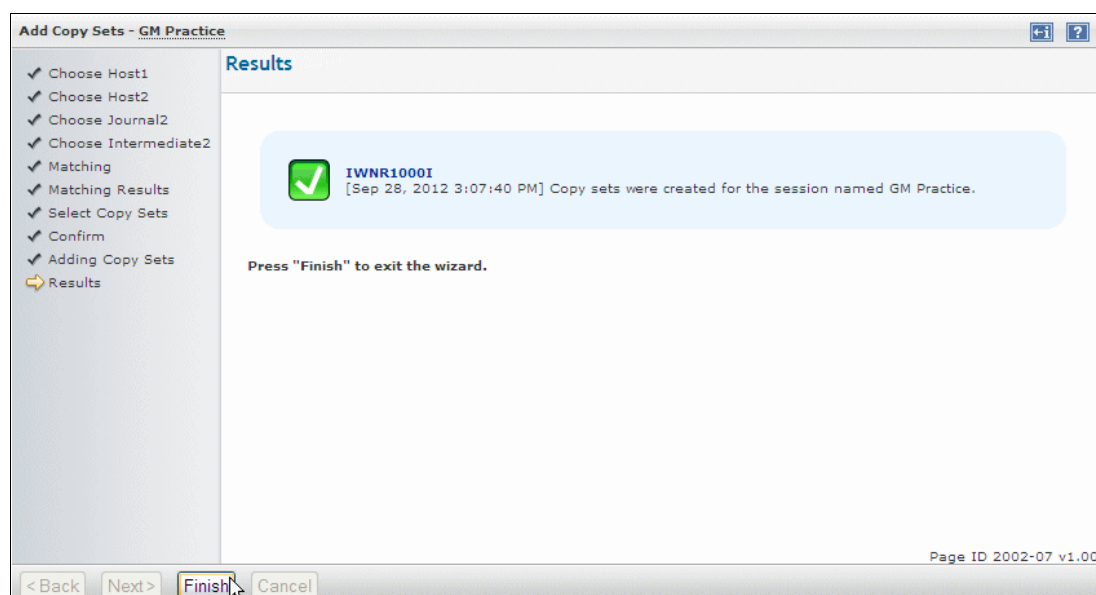 Add Copy Sets - GM Practice
?
Choose Host1
Choose Host2
Choose Journal2
Choose Intermediate2
Matching
Matching Results
Select Copy Sets
Confirm
Adding Copy Sets
Results
Results
IWNR1000I
[Sep 28, 2012 3:07:40 PM] Copy sets were created for the session named GM Practice.
Press "Finish" to exit the wizard.
Page ID 2002-07 v1.00
< Back Next > Finish Cancel